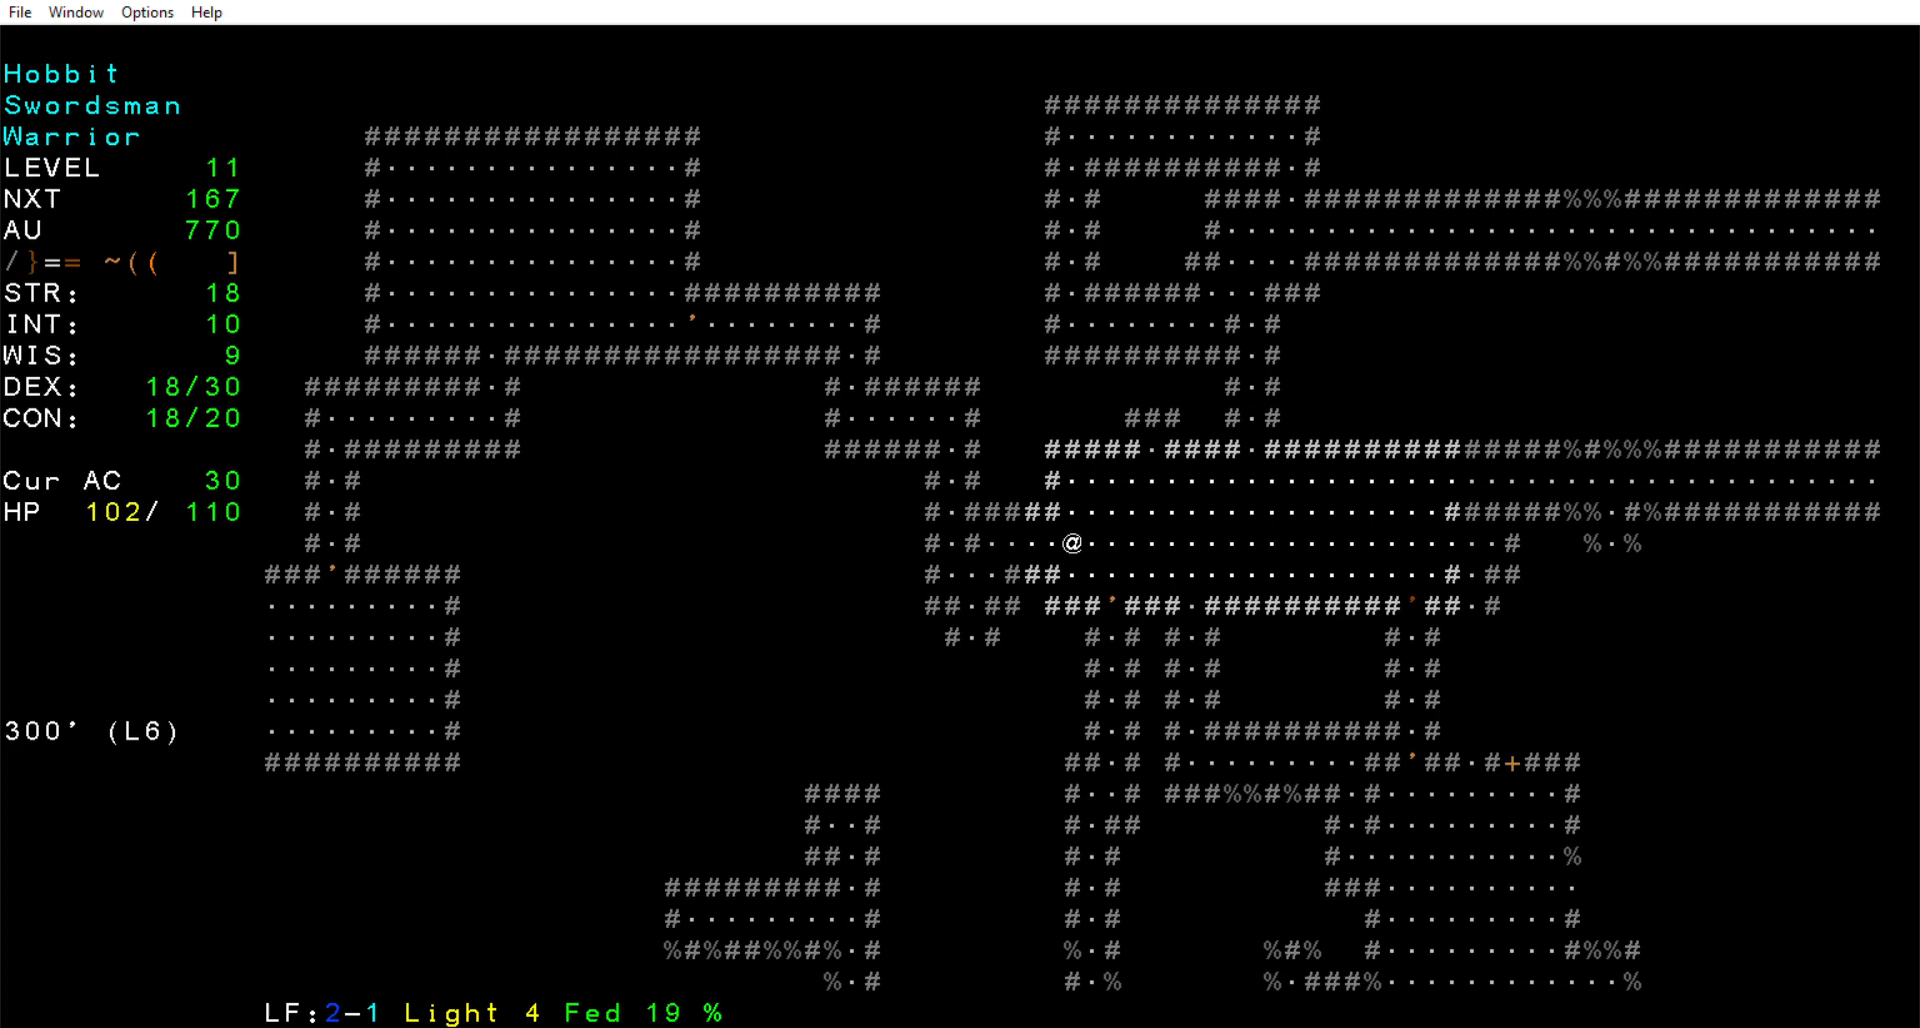 File Window Options Help
Hobbit
Swordsman
Warrior
LEVEL 11
NXT 167
AU 770
/}== ~(( ]
STR: 18
INT: 10
WIS: 9
DEX: 18/30
CON: 18/20
Cur AC 30
HP 102/ 110
@
300' (L6)
LF:2-1 Light 4 Fed 19 %